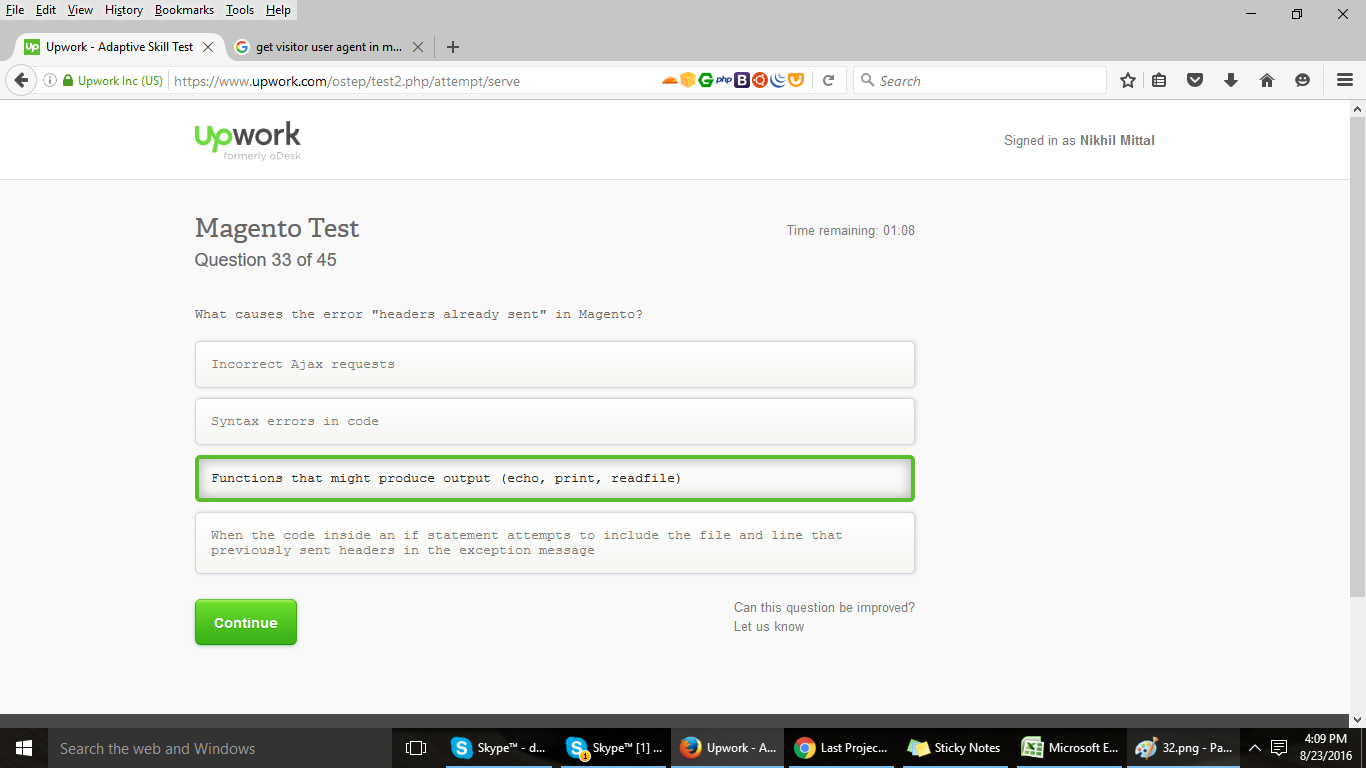 File Edit View History Bookmarks Tools Help
Up Upwork - Adaptive Skill Test
get visitor user agent in m...
Upwork Inc (US) https://www.upwork.com/ostep/test2.php/attempt/serve
php B
Search
upwork
formerly oDesk
Signed in as Nikhil Mittal
Magento Test
Time remaining: 01:08
Question 33 of 45
What causes the error "headers already sent" in Magento?
Incorrect Ajax requests
Syntax errors in code
Functions that might produce output (echo, print, readfile)
When the code inside an if statement attempts to include the file and line that
previously sent headers in the exception message
Continue
Can this question be improved?
Let us know
Search the web and Windows
Skype™ - d...
Skype™ [1] ...
Upwork - A...
Last Projec...
Sticky Notes
Microsoft E...
32.png - Pa...
4:09 PM
8/23/2016